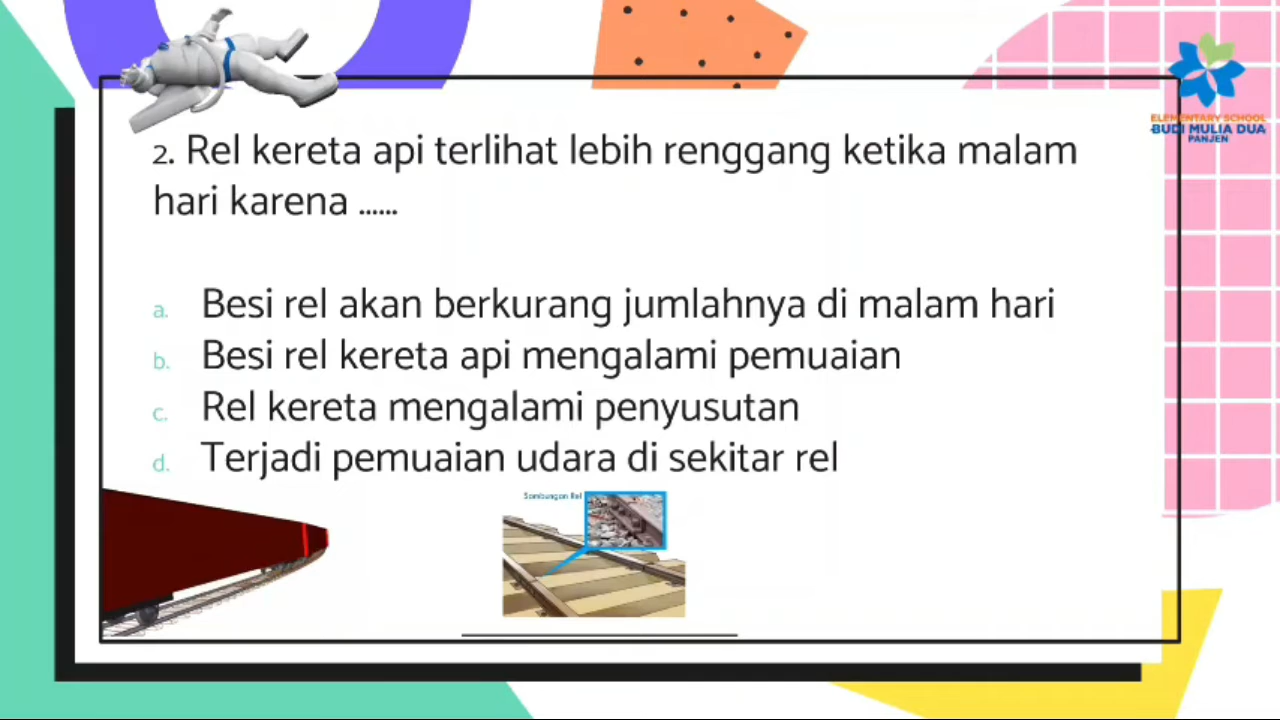 ELEMENTARY SCHOOL
BUDI MULIA DUA
PANJEN
2. Rel kereta api terlihat lebih renggang ketika malam
hari karena ......
a. Besi rel akan berkurang jumlahnya di malam hari
b. Besi rel kereta api mengalami pemuaian
c. Rel kereta mengalami penyusutan
d. Terjadi pemuaian udara di sekitar rel
Sambungan Rel